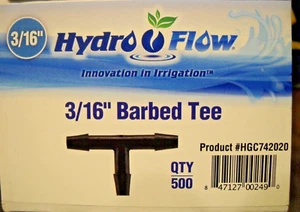 3/16"
Hydro Flow®
Innovation in Irrigation™
3/16" Barbed Tee
Product #HGC742020
QTY
500
8 47127 00249 0